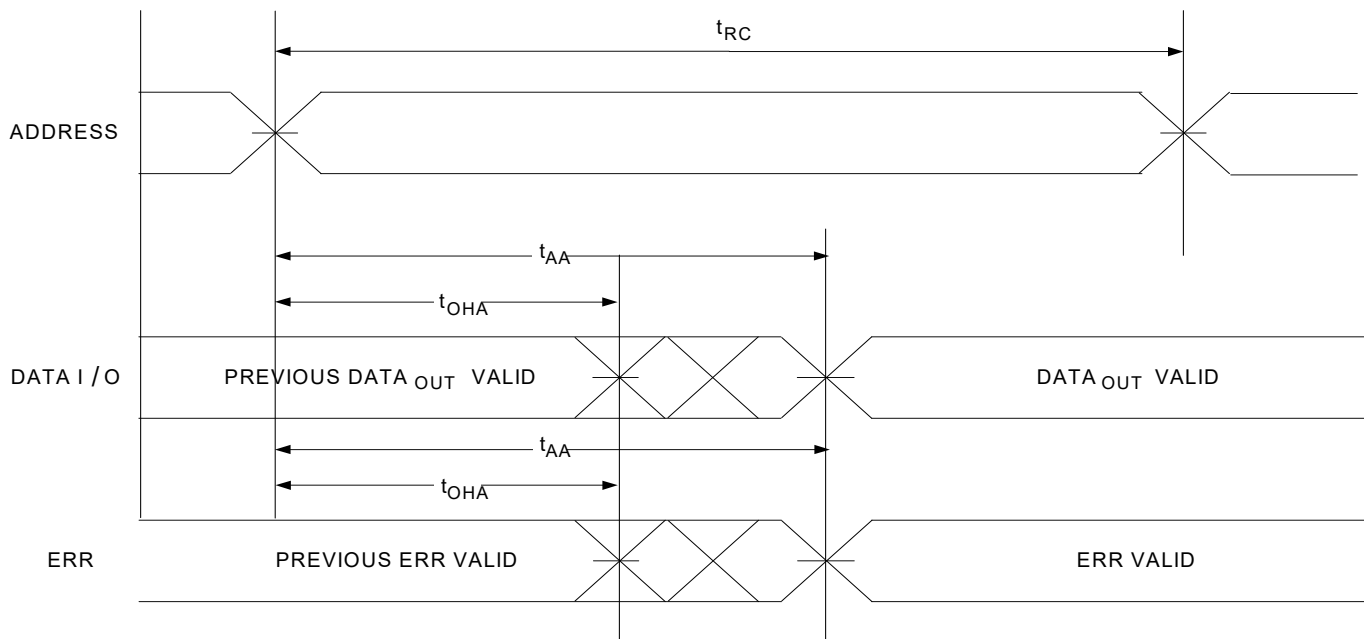 tRC
ADDRESS
tAA
tOHA
DATA I / O
PREVIOUS DATA OUT VALID
DATA OUT VALID
tAA
tOHA
ERR
PREVIOUS ERR VALID
ERR VALID